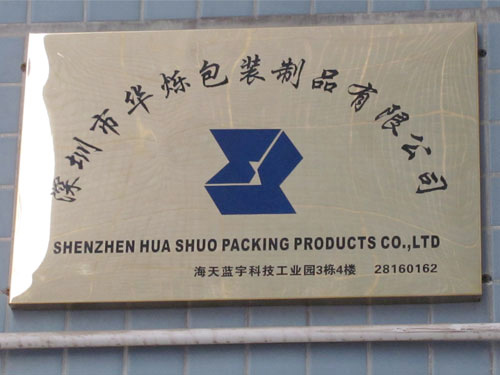 深圳市华烁包装制品有限公司
SHENZHEN HUA SHUO PACKING PRODUCTS CO.,LTD
海天蓝宇科技工业园3栋4楼 28160162